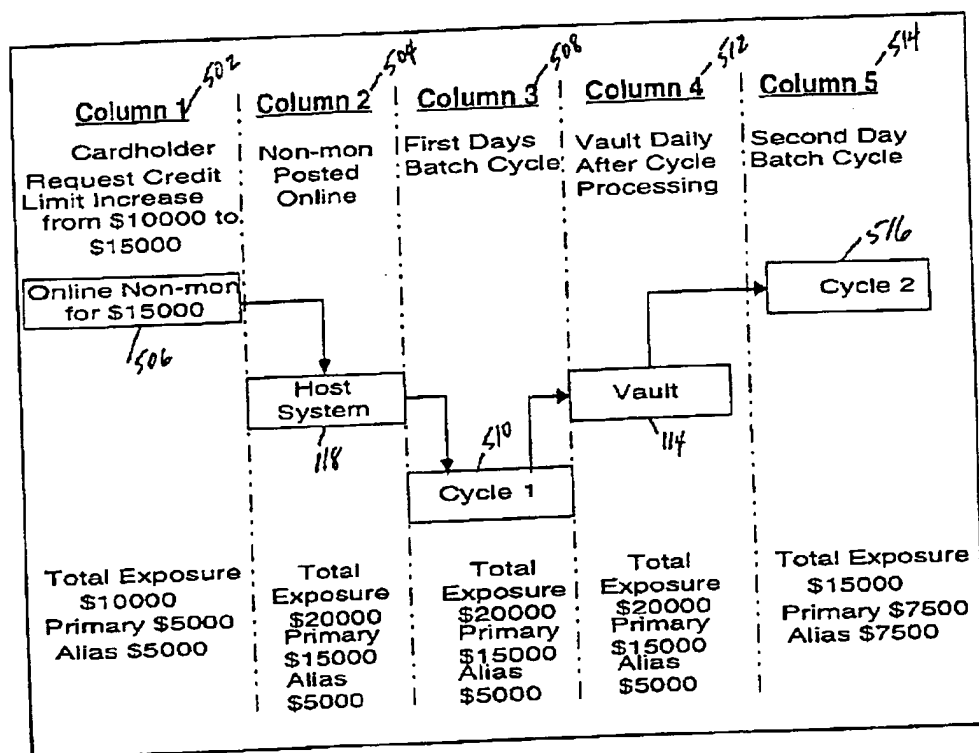 502
504
508
512
514
Column 1
Column 2
Column 3
Column 4
Column 5
Cardholder
Request Credit
Limit Increase
from $10000 to
$15000
Non-mon
Posted
Online
First Days
Batch Cycle
Vault Daily
After Cycle
Processing
Second Day
Batch Cycle
516
Online Non-mon
for $15000
506
Host
System
118
510
Cycle 1
Vault
114
Cycle 2
Total Exposure
$10000
Primary $5000
Alias $5000
Total
Exposure
$20000
Primary
$15000
Alias
$5000
Total
Exposure
$20000
Primary
$15000
Alias
$5000
Total
Exposure
$20000
Primary
$15000
Alias
$5000
Total Exposure
$15000
Primary $7500
Alias $7500